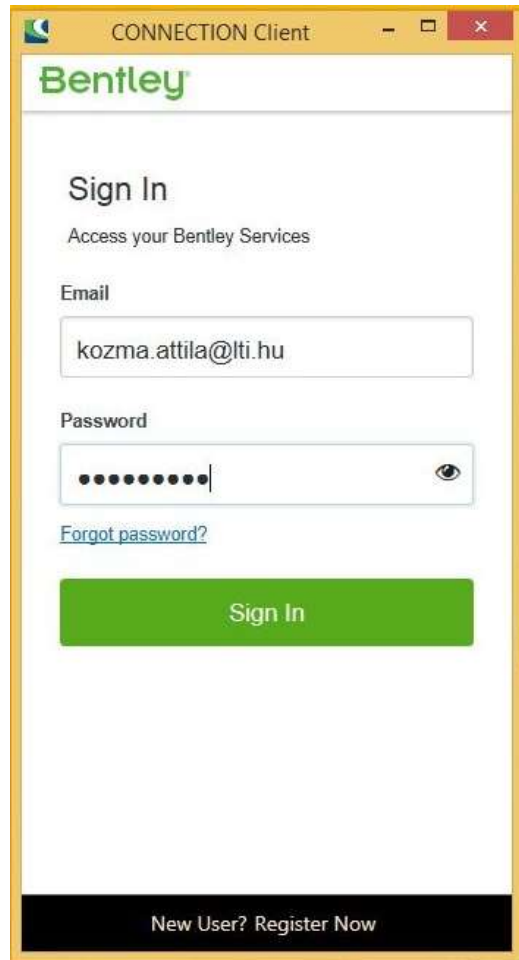 CONNECTION Client
Bentley
Sign In
Access your Bentley Services
Email
kozma.attila@lti.hu
Password
●●●●●●●●●
Forgot password?
Sign In
New User? Register Now